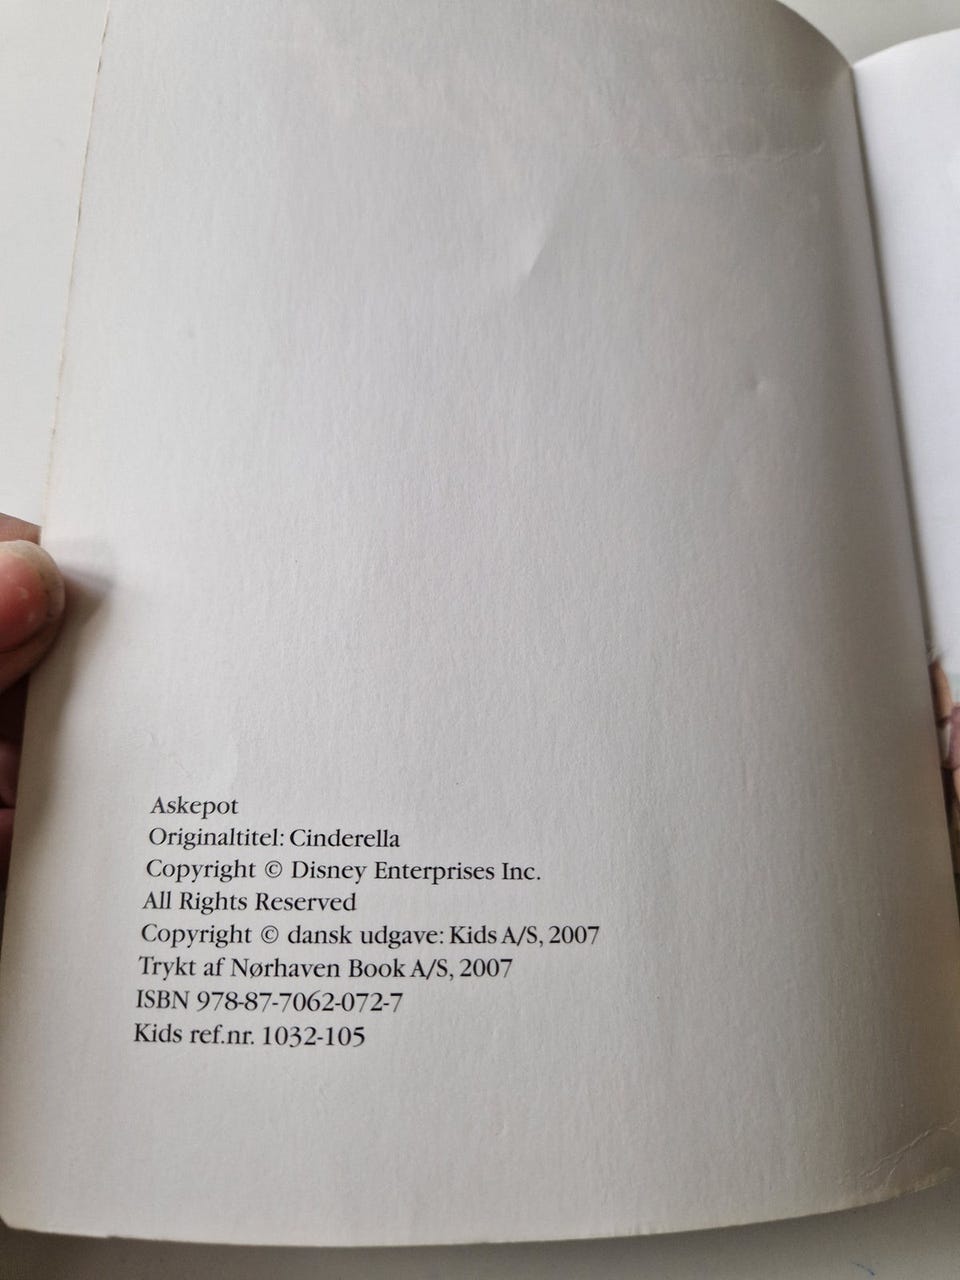 Askepot
Originaltitel: Cinderella
Copyright © Disney Enterprises Inc.
All Rights Reserved
Copyright © dansk udgave: Kids A/S, 2007
Trykt af Nørhaven Book A/S, 2007
ISBN 978-87-7062-072-7
Kids ref.nr. 1032-105